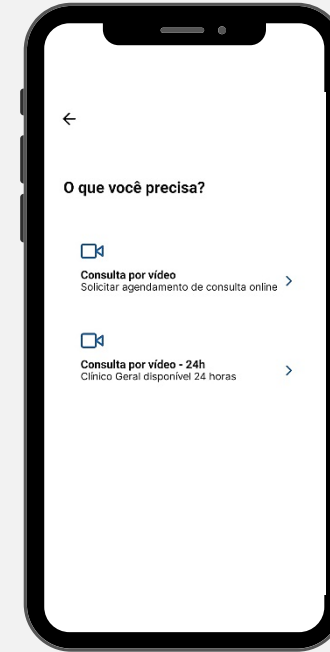 O que você precisa?
Consulta por vídeo
Solicitar agendamento de consulta online
Consulta por vídeo - 24h
Clínico Geral disponível 24 horas